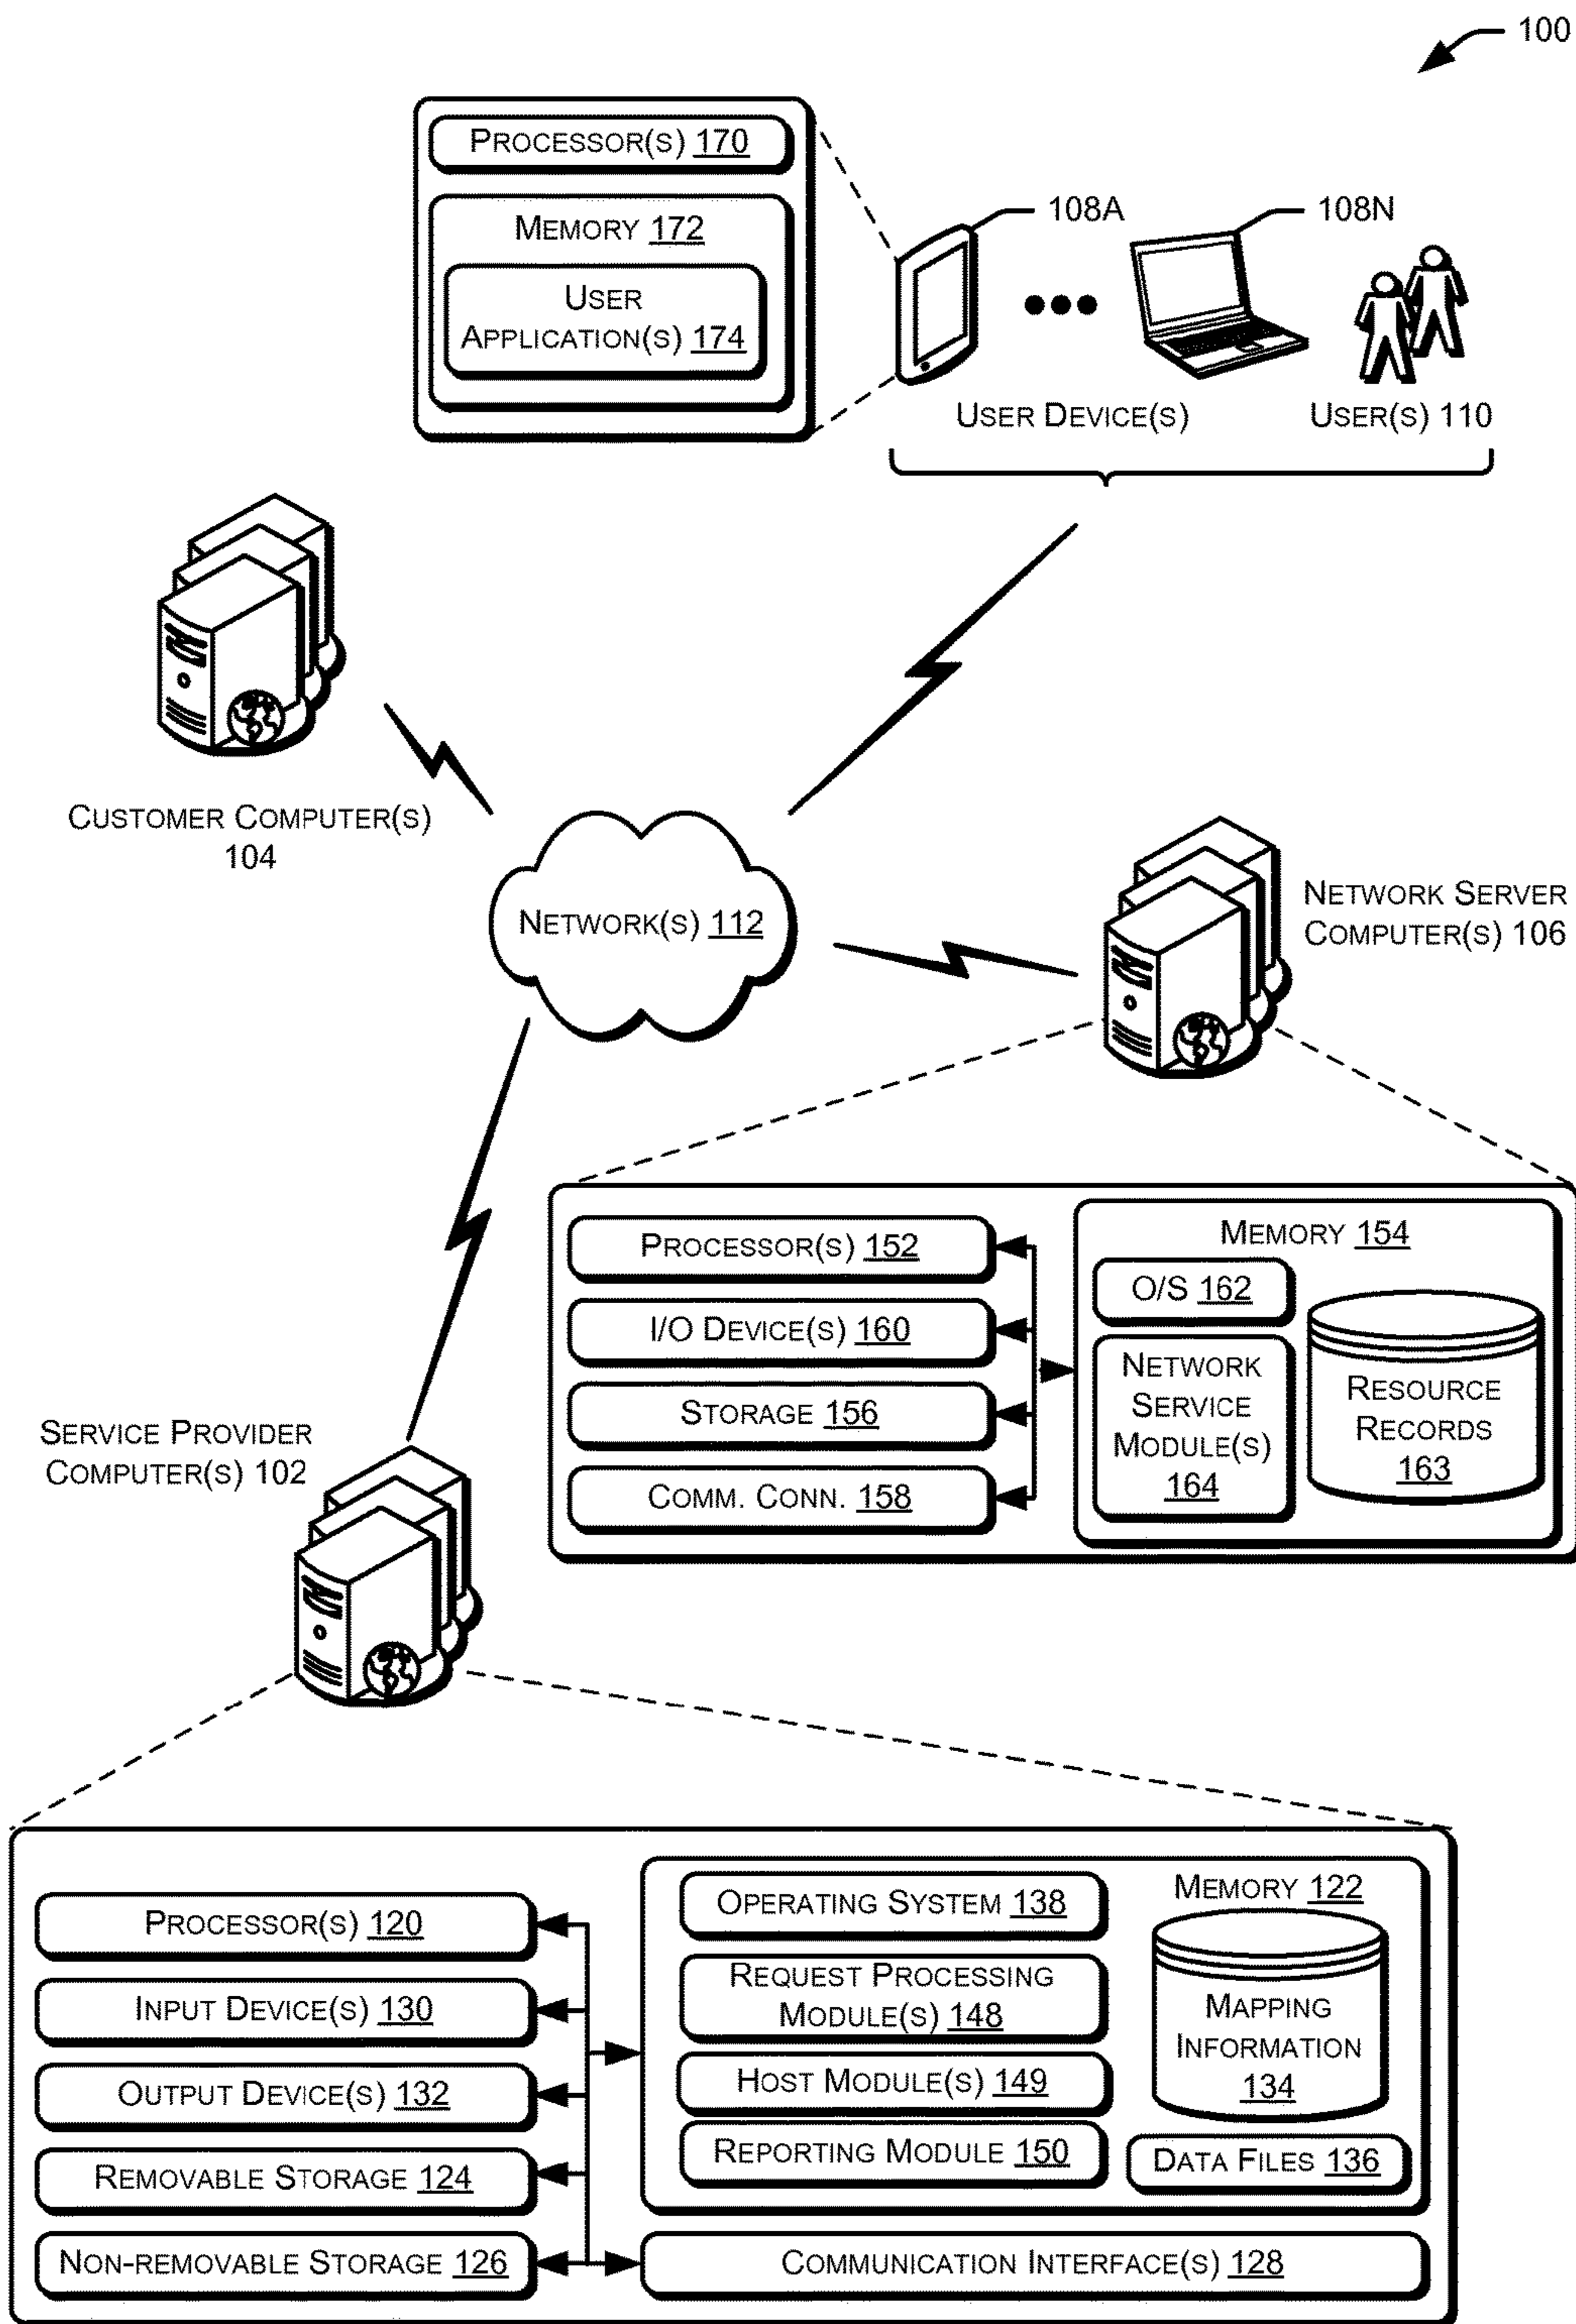 100
PROCESSOR(S) 170
MEMORY 172
USER
APPLICATION(S) 174
108A
108N
USER DEVICE(S)
USER(S) 110
CUSTOMER COMPUTER(S)
104
NETWORK(S) 112
NETWORK SERVER
COMPUTER(S) 106
PROCESSOR(S) 152
I/O DEVICE(S) 160
STORAGE 156
COMM. CONN. 158
MEMORY 154
O/S 162
NETWORK
SERVICE
MODULE(S)
164
RESOURCE
RECORDS
163
SERVICE PROVIDER
COMPUTER(S) 102
PROCESSOR(S) 120
INPUT DEVICE(S) 130
OUTPUT DEVICE(S) 132
REMOVABLE STORAGE 124
NON-REMOVABLE STORAGE 126
OPERATING SYSTEM 138
REQUEST PROCESSING
MODULE(S) 148
HOST MODULE(S) 149
REPORTING MODULE 150
MEMORY 122
MAPPING
INFORMATION
134
DATA FILES 136
COMMUNICATION INTERFACE(S) 128